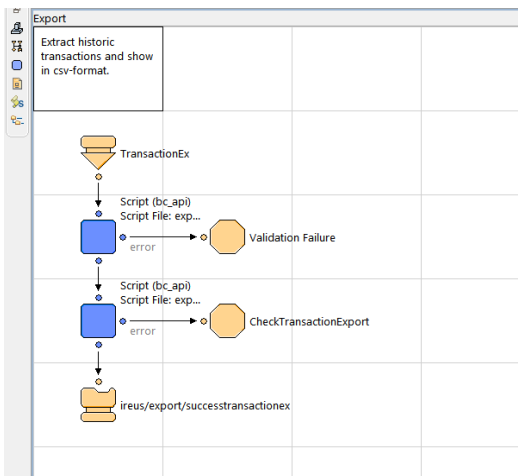 Export
Extract historic
transactions and show
in csv-format.
TransactionEx
Script (bc_api)
Script File: exp...
error
Validation Failure
Script (bc_api)
Script File: exp...
error
CheckTransactionExport
ireus/export/successtransactionex